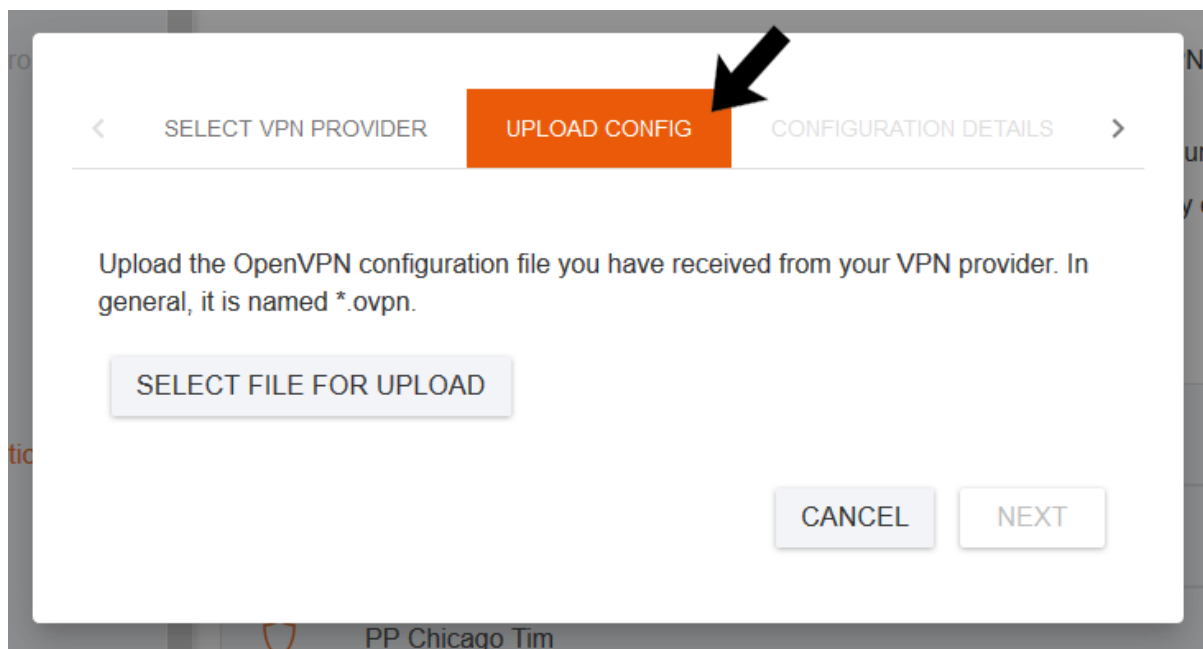 SELECT VPN PROVIDER UPLOAD CONFIG CONFIGURATION DETAILS
Upload the OpenVPN configuration file you have received from your VPN provider. In
general, it is named *.ovpn.
SELECT FILE FOR UPLOAD
CANCEL NEXT
PP Chicago Tim